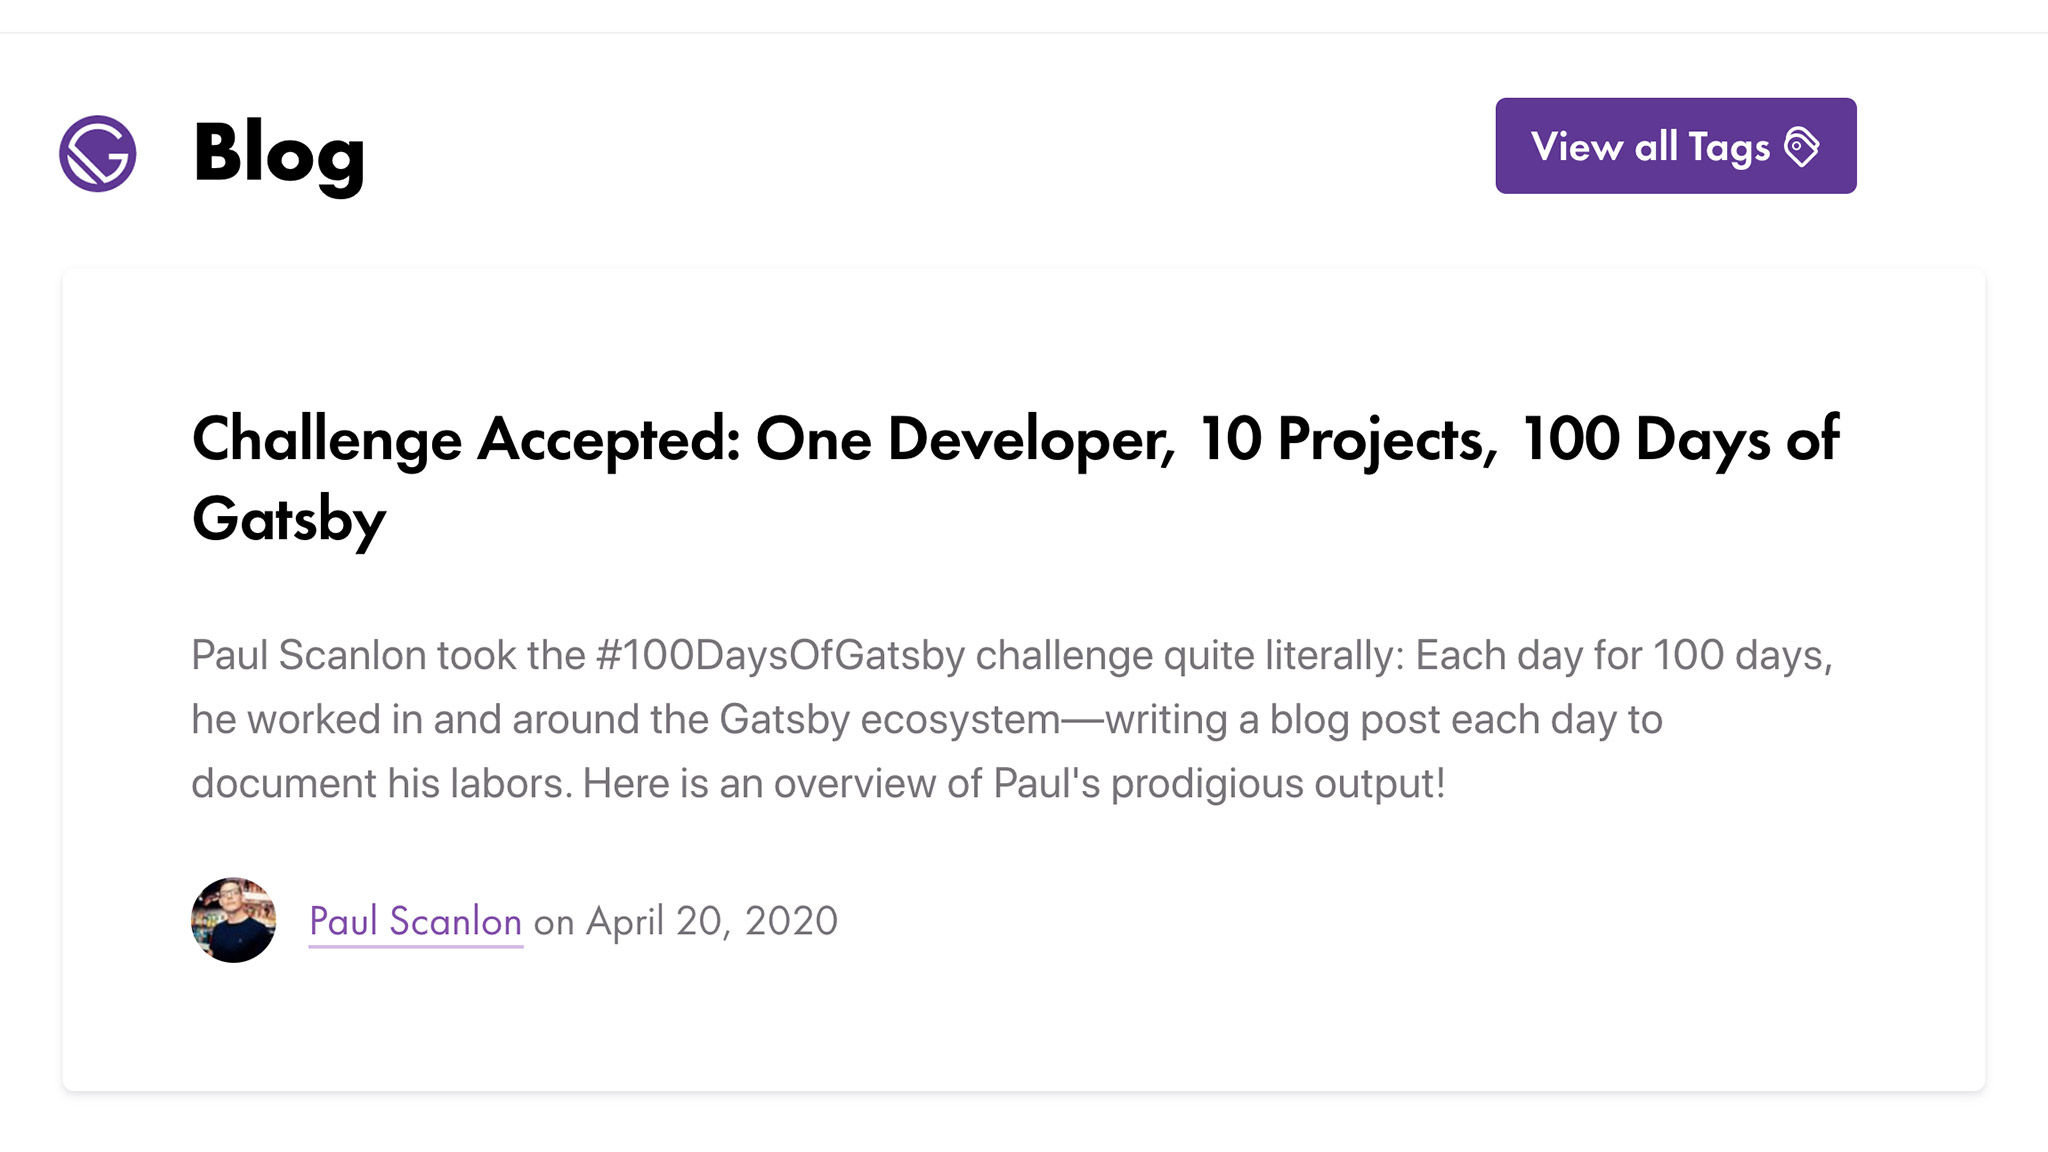 Blog
View all Tags
Challenge Accepted: One Developer, 10 Projects, 100 Days of
Gatsby
Paul Scanlon took the #100DaysOfGatsby challenge quite literally: Each day for 100 days,
he worked in and around the Gatsby ecosystem—writing a blog post each day to
document his labors. Here is an overview of Paul's prodigious output!
Paul Scanlon on April 20, 2020